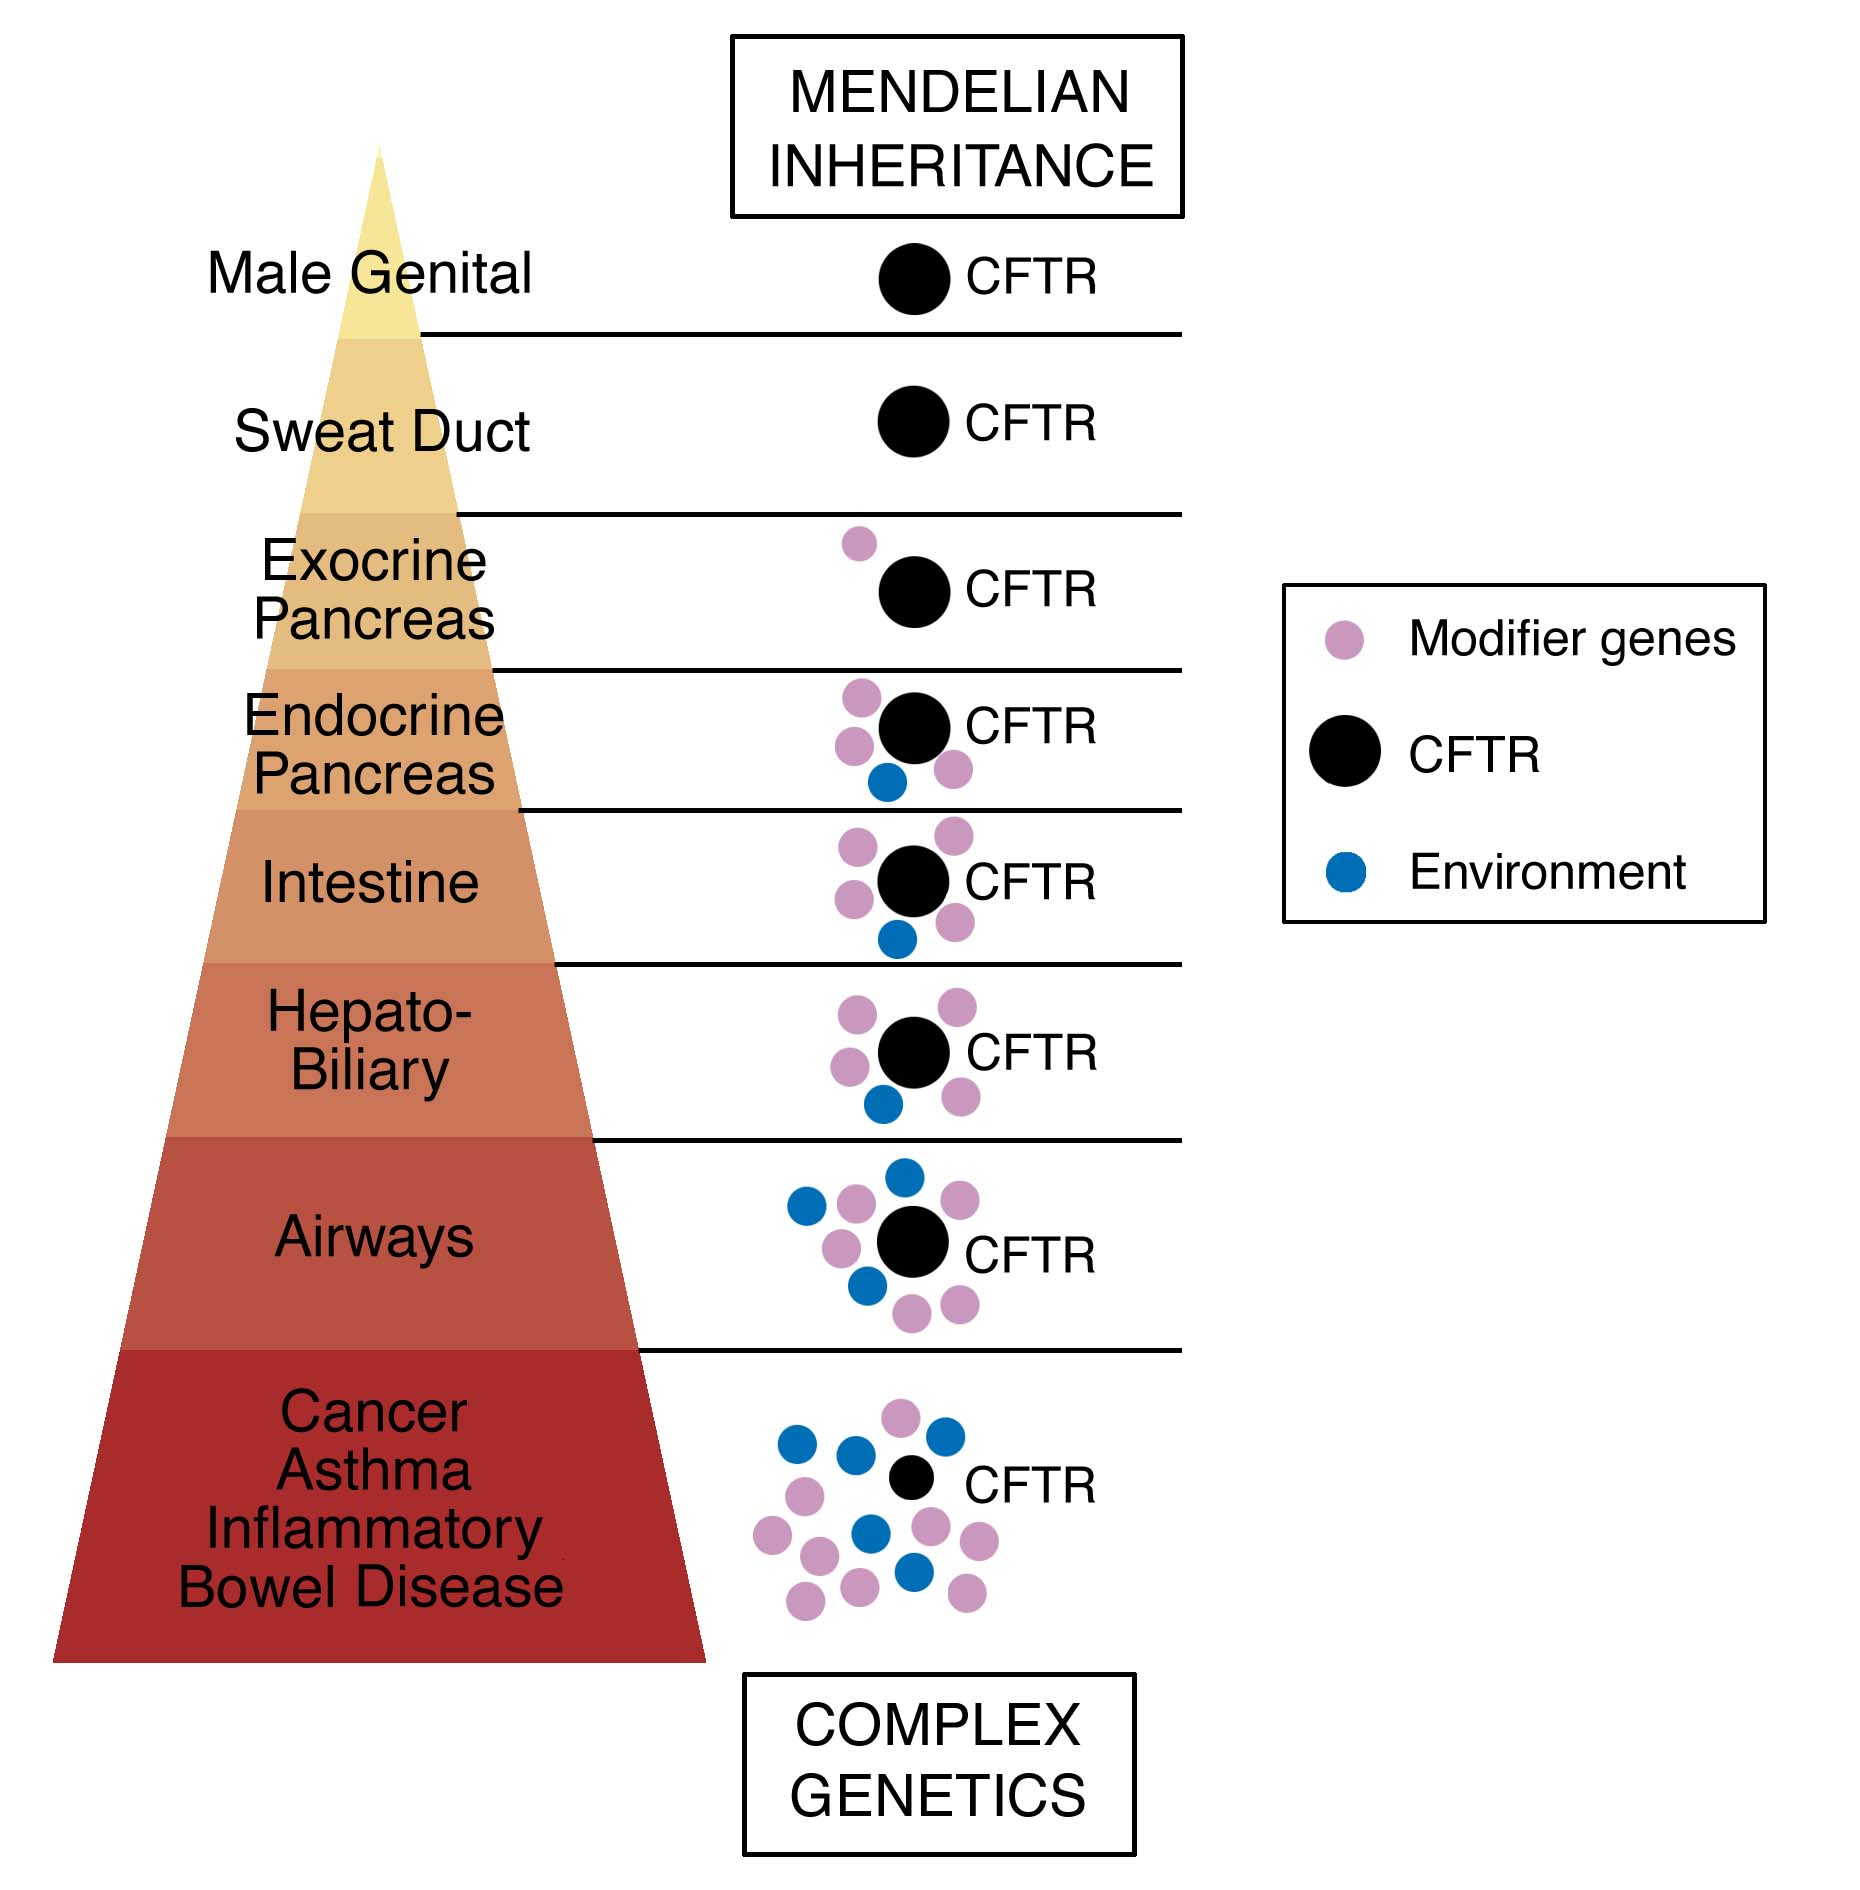 MENDELIAN
INHERITANCE
Male Genital
CFTR
Sweat Duct
CFTR
Exocrine
Pancreas
CFTR
Endocrine
Pancreas
CFTR
Intestine
CFTR
Hepato-
Biliary
CFTR
Airways
CFTR
Cancer
Asthma
Inflammatory
Bowel Disease
CFTR
COMPLEX
GENETICS
Modifier genes
CFTR
Environment